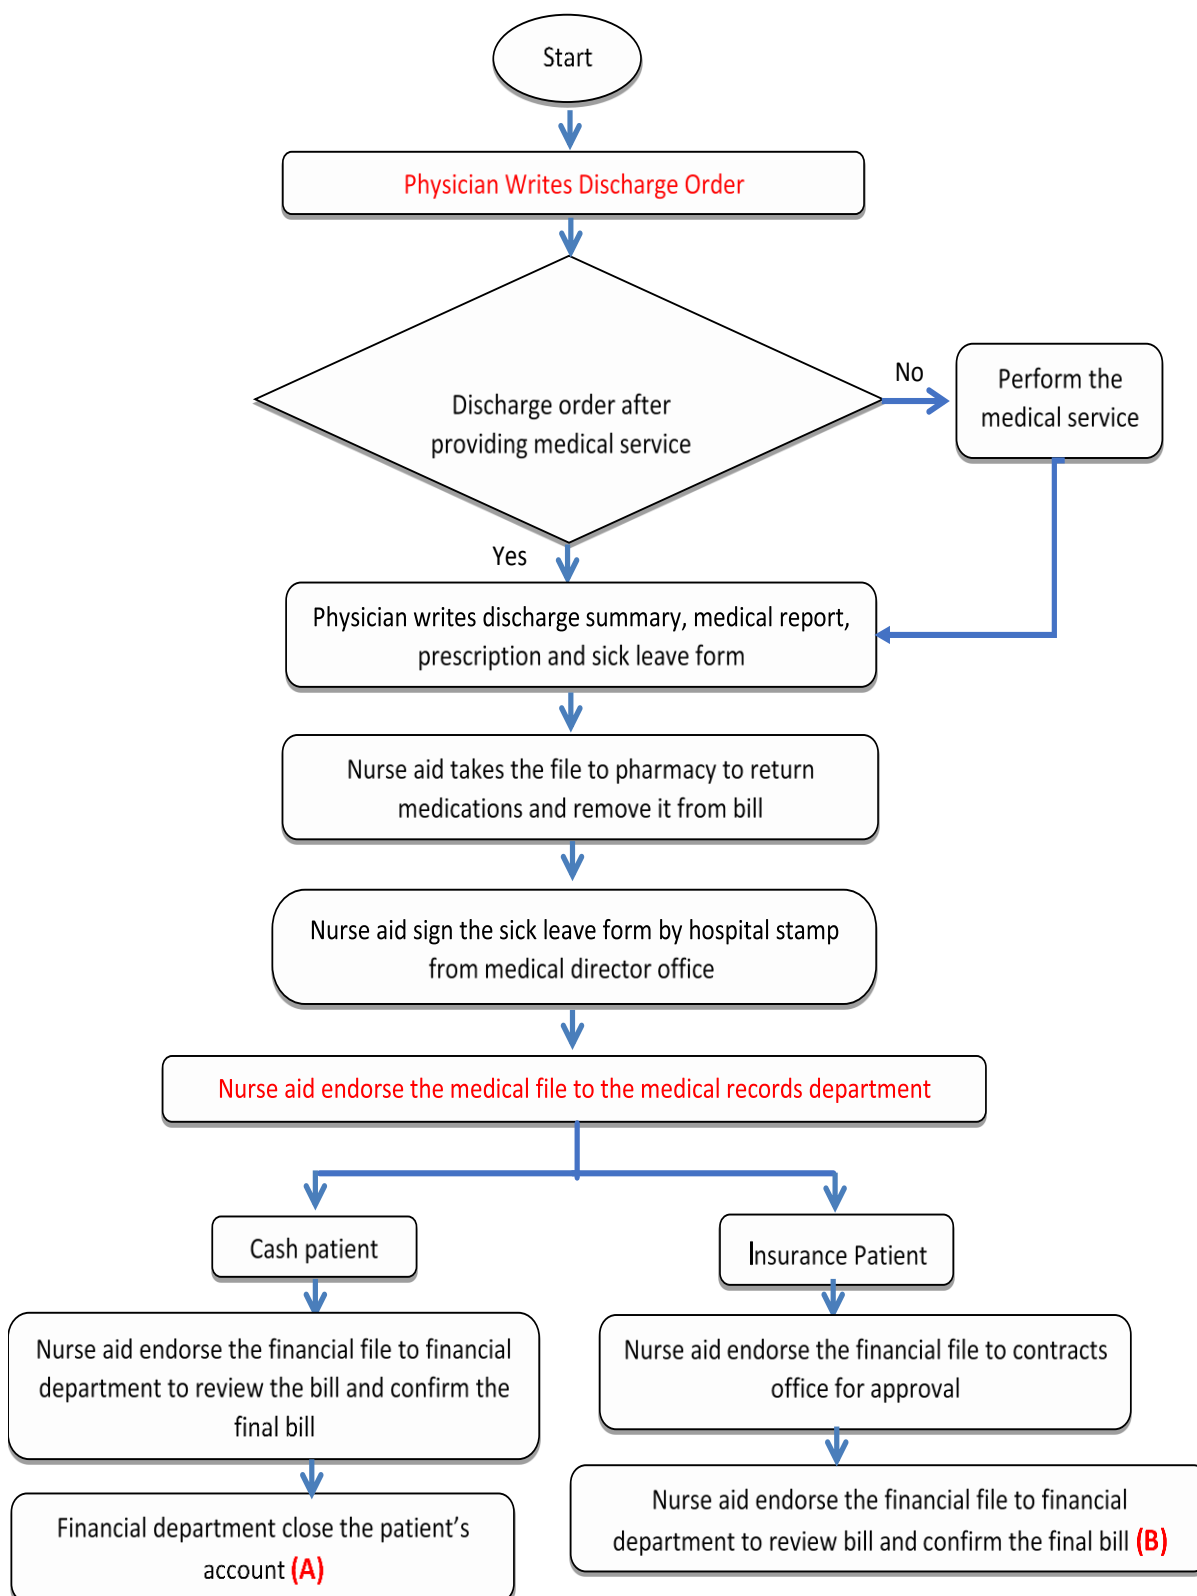 Start
Physician Writes Discharge Order
Discharge order after
providing medical service
No
Perform the
medical service
Yes
Physician writes discharge summary, medical report,
prescription and sick leave form
Nurse aid takes the file to pharmacy to return
medications and remove it from bill
Nurse aid sign the sick leave form by hospital stamp
from medical director office
Nurse aid endorse the medical file to the medical records department
Cash patient
Nurse aid endorse the financial file to financial
department to review the bill and confirm the
final bill
Financial department close the patient's
account (A)
Insurance Patient
Nurse aid endorse the financial file to contracts
office for approval
Nurse aid endorse the financial file to financial
department to review bill and confirm the final bill (B)